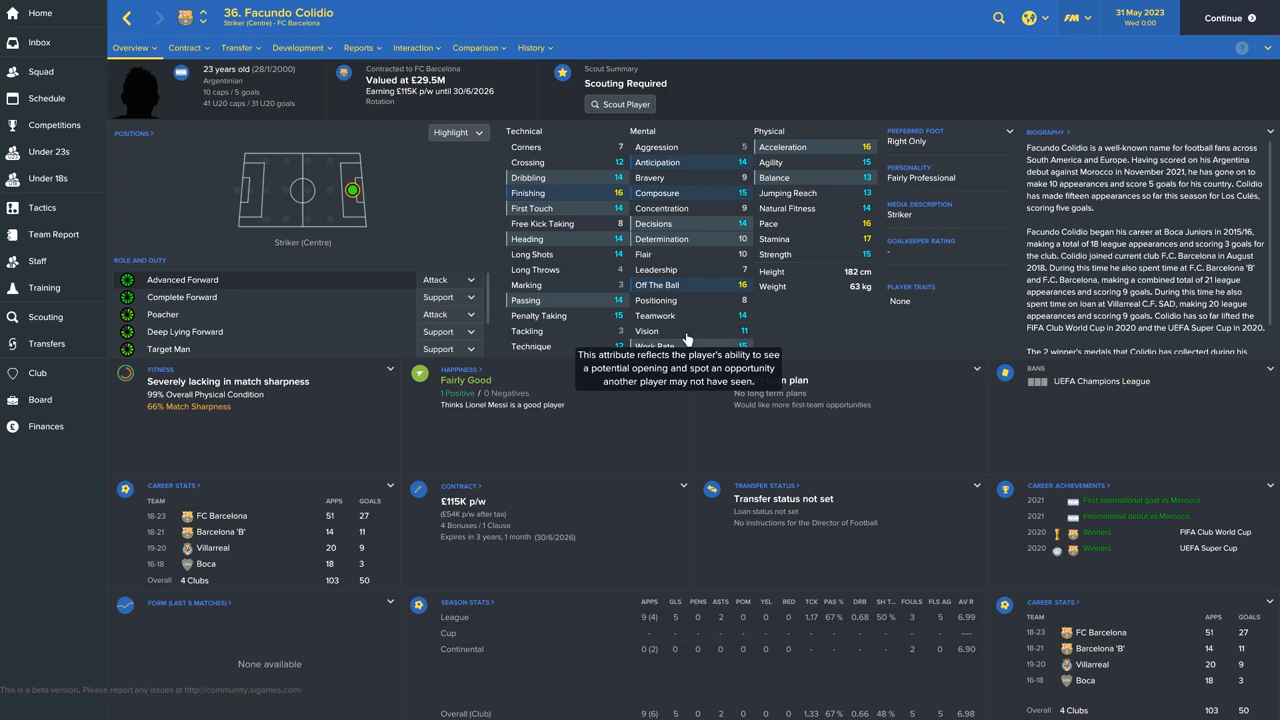 Home
Inbox
Squad
Schedule
Competitions
Under 23s
Under 18s
Tactics
Team Report
Staff
Training
Scouting
Transfers
Club
Board
Finances
36. Facundo Colidio
Striker (Centre) - FC Barcelona
FM
31 May 2023
Wed 0:00
Continue
Overview
Contract
Transfer
Development
Reports
Interaction
Comparison
History
?
23 years old (28/1/2000)
Argentinian
10 caps / 5 goals
41 U20 caps / 31 U20 goals
Contracted to FC Barcelona
Valued at £29.5M
Earning £115K p/w until 30/6/2026
Rotation
Scout Summary
Scouting Required
Scout Player
POSITIONS >
Highlight
Striker (Centre)
ROLE AND DUTY
Advanced Forward Attack
Complete Forward Support
Poacher Attack
Deep Lying Forward Support
Target Man Support
Technical
Corners 7
Crossing 12
Dribbling 14
Finishing 16
First Touch 14
Free Kick Taking 8
Heading 14
Long Shots 14
Long Throws 4
Marking 3
Passing 14
Penalty Taking 15
Tackling 3
Technique 12
Mental
Aggression 5
Anticipation 14
Bravery 9
Composure 15
Concentration 9
Decisions 14
Determination 10
Flair 10
Leadership 7
Off The Ball 16
Positioning 8
Teamwork 14
Vision 11
Work Rate 15
Physical
Acceleration 16
Agility 15
Balance 13
Jumping Reach 13
Natural Fitness 14
Pace 16
Stamina 17
Strength 15
Height 182 cm
Weight 63 kg
PREFERRED FOOT
Right Only
PERSONALITY
Fairly Professional
MEDIA DESCRIPTION
Striker
GOALKEEPER RATING
-
PLAYER TRAITS
None
BIOGRAPHY >
Facundo Colidio is a well-known name for football fans across
South America and Europe. Having scored on his Argentina
debut against Morocco in November 2021, he has gone on to
make 10 appearances and score 5 goals for his country. Colidio
has made fifteen appearances so far this season for Los Culés,
scoring five goals.
Facundo Colidio began his career at Boca Juniors in 2015/16,
making a total of 18 league appearances and scoring 3 goals for
the club. Colidio joined current club F.C. Barcelona in August
2018. During this time he also spent time at F.C. Barcelona 'B'
and F.C. Barcelona, making a combined total of 21 league
appearances and scoring 9 goals. During this time he also
spent time on loan at Villarreal C.F. SAD, making 20 league
appearances and scoring 9 goals. Colidio has so far lifted the
FIFA Club World Cup in 2020 and the UEFA Super Cup in 2020.
The 2 winner's medals that Colidio has collected during his
This attribute reflects the player's ability to see
a potential opening and spot an opportunity
another player may not have seen.
FITNESS
Severely lacking in match sharpness
99% Overall Physical Condition
66% Match Sharpness
HAPPINESS >
Fairly Good
1 Positive / 0 Negatives
Thinks Lionel Messi is a good player
plan
No long term plans
Would like more first-team opportunities
BANS
UEFA Champions League
CAREER STATS >
TEAM APPS GOALS
18-23 FC Barcelona 51 27
18-21 Barcelona 'B' 14 11
19-20 Villarreal 20 9
16-18 Boca 18 3
Overall 4 Clubs 103 50
CONTRACT >
£115K p/w
(£54K p/w after tax)
4 Bonuses / 1 Clause
Expires in 3 years, 1 month (30/6/2026)
TRANSFER STATUS >
Transfer status not set
Loan status not set
No instructions for the Director of Football
CAREER ACHIEVEMENTS >
2021 First international goal vs Morocco
2021 International debut vs Morocco
2020 Winners FIFA Club World Cup
2020 Winners UEFA Super Cup
FORM (LAST 5 MATCHES) >
None available
This is a beta version. Please report any issues at http://community.sigames.com/
SEASON STATS >
APPS GLS PENS ASTS POM YEL RED TCK PAS % DRB SH T... FOULS FLS AG AV R
League 9 (4) 5 0 2 0 0 0 1.17 67 % 0.68 50 % 3 5 6.99
Cup - - - - - - - - - - - - - ----
Continental 0 (2) - - - - - - - - - - 2 0 6.90
Overall (Club) 9 (6) 5 0 2 0 0 0 1.33 67 % 0.66 48 % 5 5 6.98
CAREER STATS >
TEAM APPS GOALS
18-23 FC Barcelona 51 27
18-21 Barcelona 'B' 14 11
19-20 Villarreal 20 9
16-18 Boca 18 3
Overall 4 Clubs 103 50